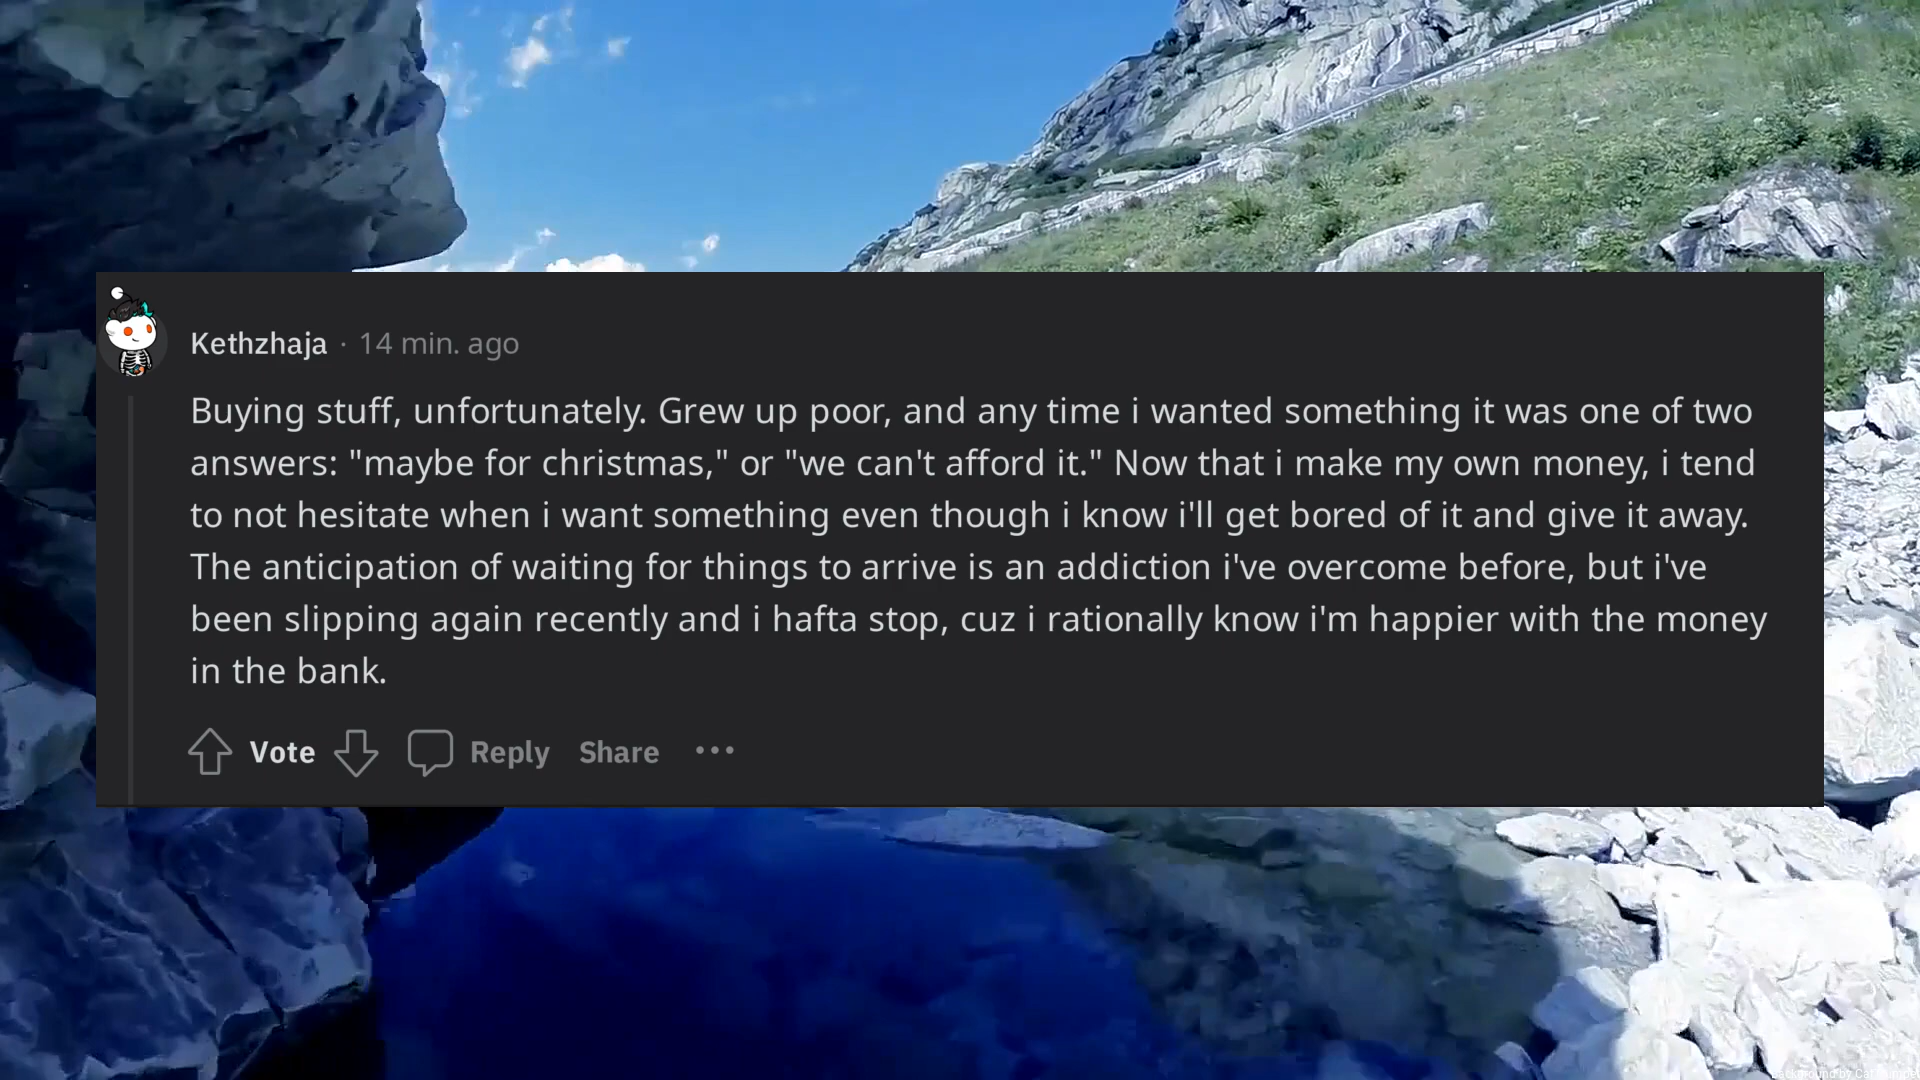 Kethzhaja · 14 min. ago
Buying stuff, unfortunately. Grew up poor, and any time i wanted something it was one of two
answers: "maybe for christmas," or "we can't afford it." Now that i make my own money, i tend
to not hesitate when i want something even though i know i'll get bored of it and give it away.
The anticipation of waiting for things to arrive is an addiction i've overcome before, but i've
been slipping again recently and i hafta stop, cuz i rationally know i'm happier with the money
in the bank.
Vote Reply Share •••